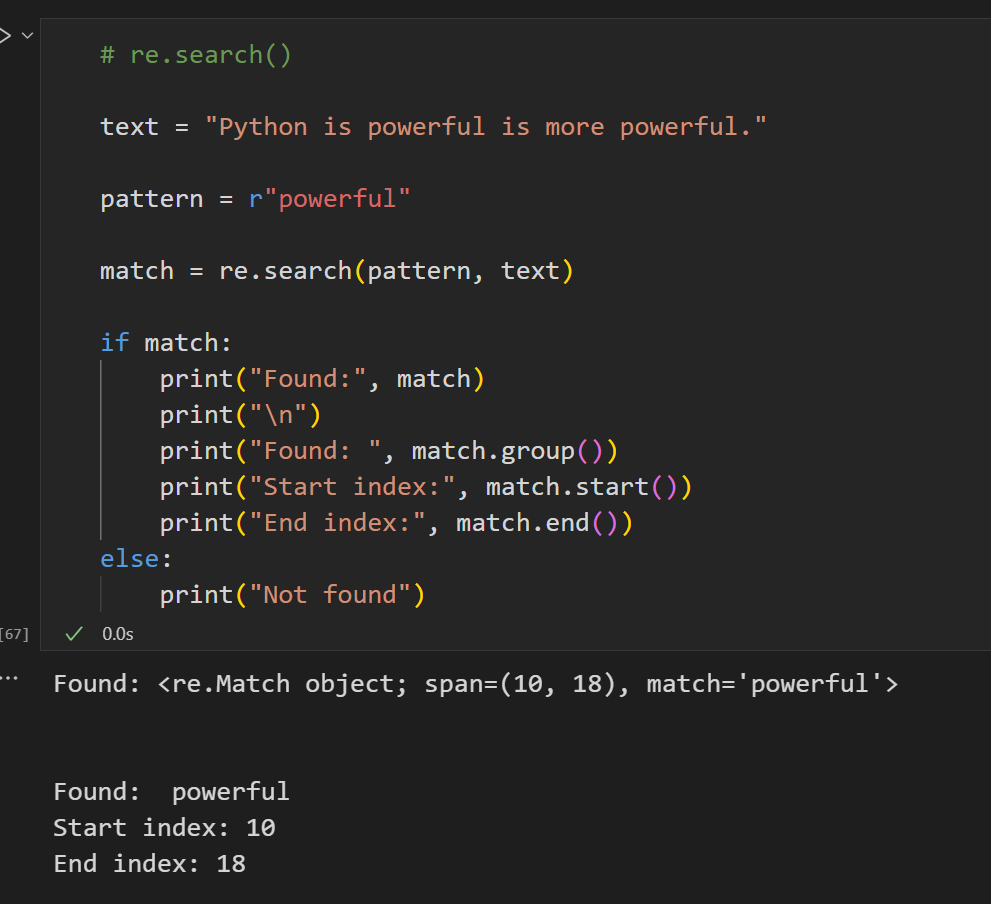 # re.search()
text = "Python is powerful is more powerful."
pattern = r"powerful"
match = re.search(pattern, text)
if match:
    print("Found:", match)
    print("\n")
    print("Found: ", match.group())
    print("Start index:", match.start())
    print("End index:", match.end())
else:
    print("Not found")
[67] 0.0s
Found: <re.Match object; span=(10, 18), match='powerful'>
Found:  powerful
Start index: 10
End index: 18